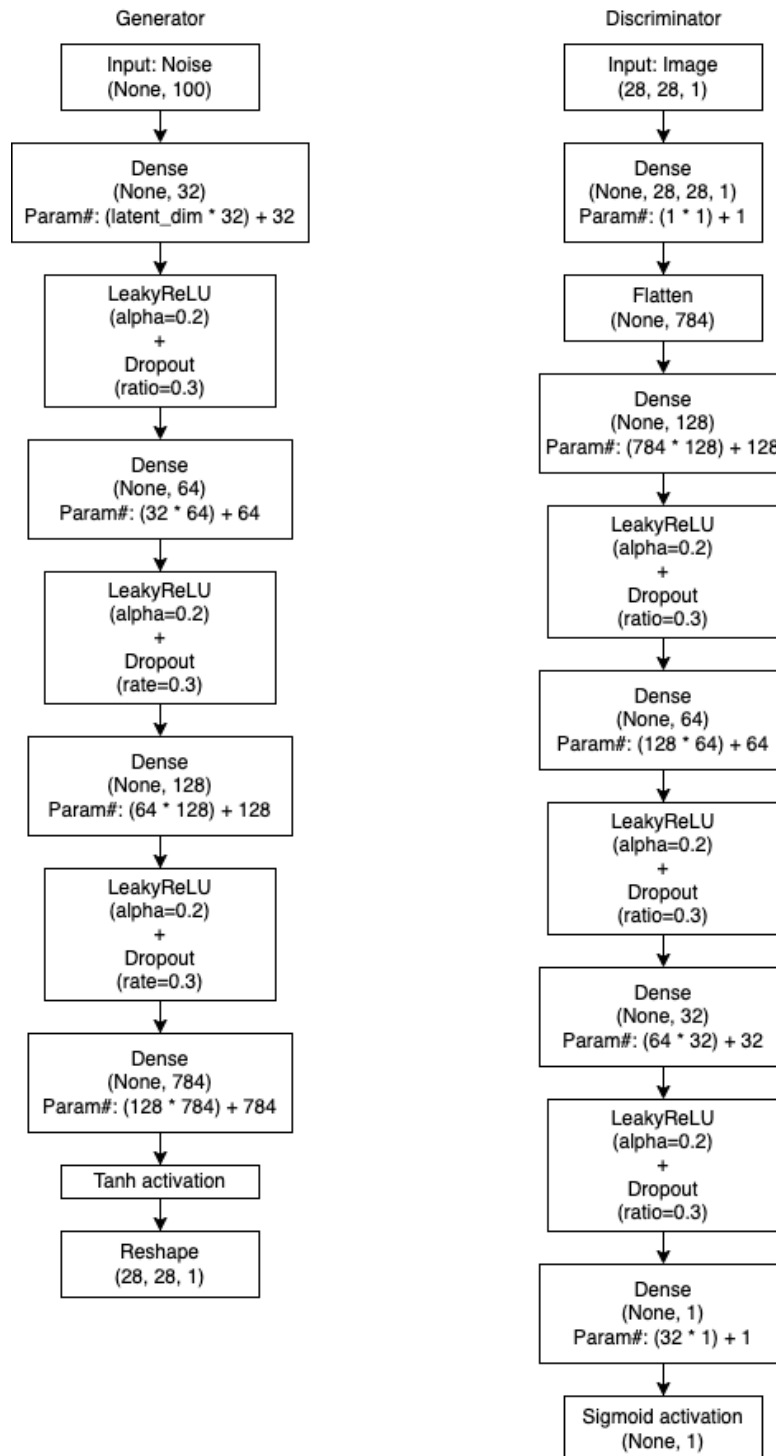 Generator
Input: Noise
(None, 100)
Dense
(None, 32)
Param#: (latent_dim * 32) + 32
LeakyReLU
(alpha=0.2)
+
Dropout
(ratio=0.3)
Dense
(None, 64)
Param#: (32 * 64) + 64
LeakyReLU
(alpha=0.2)
+
Dropout
(rate=0.3)
Dense
(None, 128)
Param#: (64 * 128) + 128
LeakyReLU
(alpha=0.2)
+
Dropout
(rate=0.3)
Dense
(None, 784)
Param#: (128 * 784) + 784
Tanh activation
Reshape
(28, 28, 1)
Discriminator
Input: Image
(28, 28, 1)
Dense
(None, 28, 28, 1)
Param#: (1 * 1) + 1
Flatten
(None, 784)
Dense
(None, 128)
Param#: (784 * 128) + 128
LeakyReLU
(alpha=0.2)
+
Dropout
(ratio=0.3)
Dense
(None, 64)
Param#: (128 * 64) + 64
LeakyReLU
(alpha=0.2)
+
Dropout
(ratio=0.3)
Dense
(None, 32)
Param#: (64 * 32) + 32
LeakyReLU
(alpha=0.2)
+
Dropout
(ratio=0.3)
Dense
(None, 1)
Param#: (32 * 1) + 1
Sigmoid activation
(None, 1)